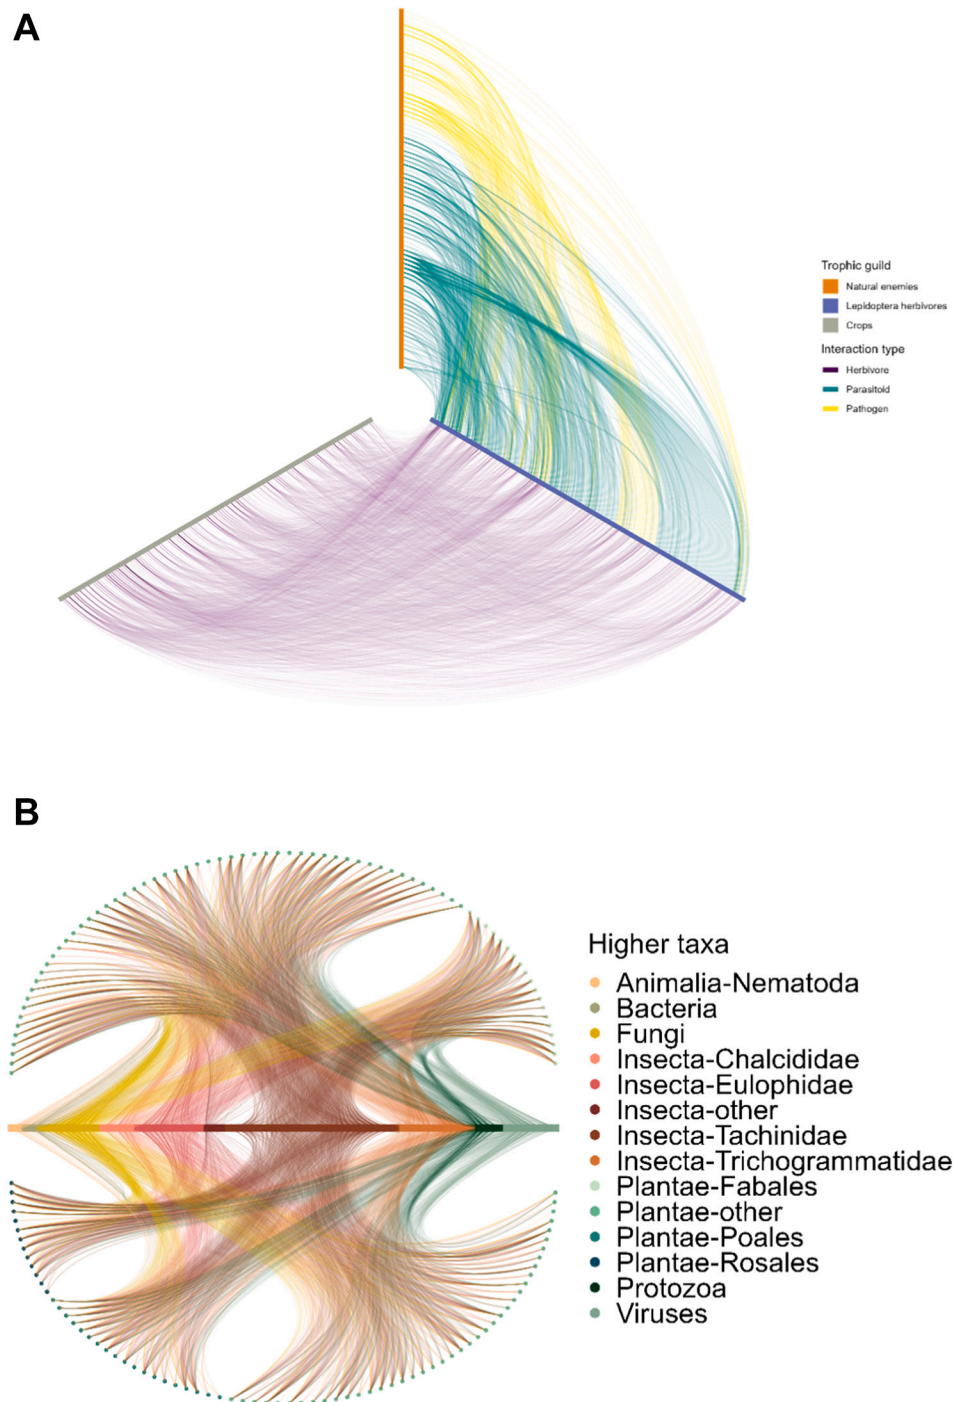 A
Trophic guild
Natural enemies
Lepidoptera herbivores
Crops
Interaction type
Herbivore
Parasitoid
Pathogen
B
Higher taxa
Animalia-Nematoda
Bacteria
Fungi
Insecta-Chalcididae
Insecta-Eulophidae
Insecta-other
Insecta-Tachinidae
Insecta-Trichogrammatidae
Plantae-Fabales
Plantae-other
Plantae-Poales
Plantae-Rosales
Protozoa
Viruses